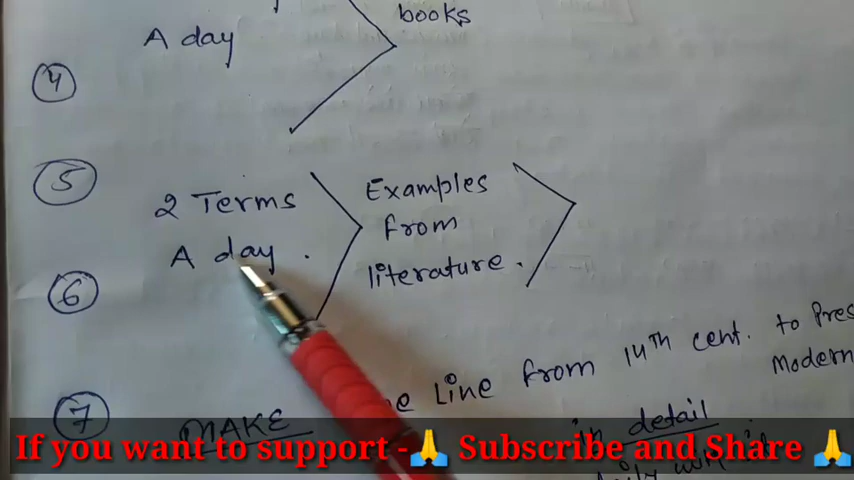 books
A day
4
5
2 Terms
A day.
Examples
from
literature.
6
7
MAKE
Line from 14th cent. to
Modern
in detail
If you want to support -🙏 Subscribe and Share 🙏